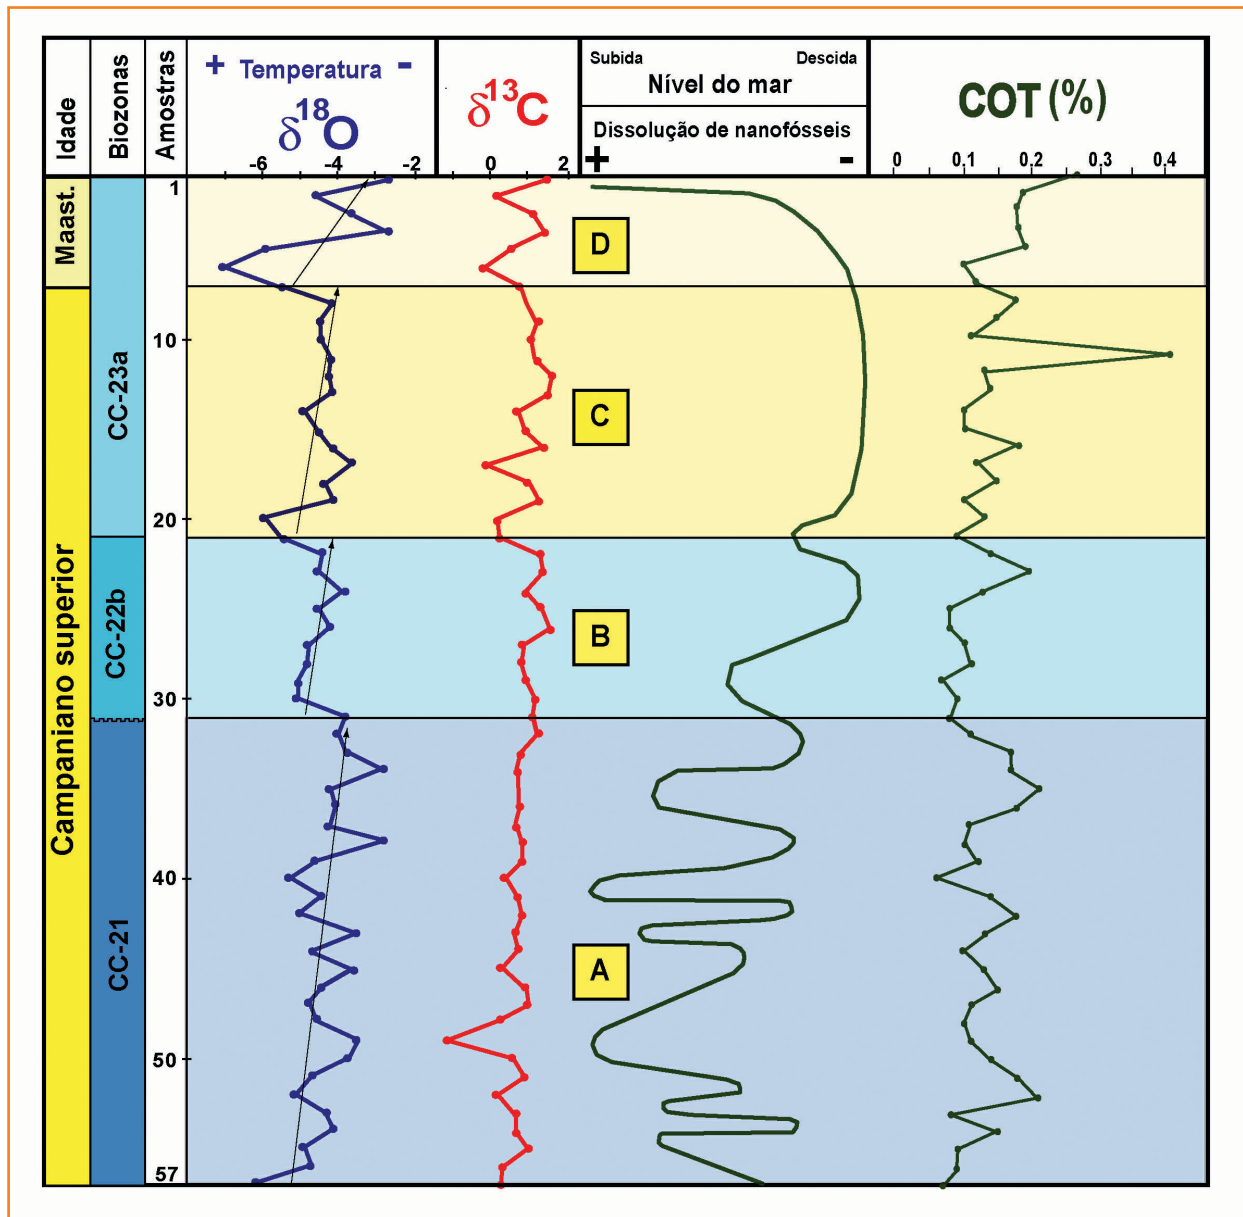 Idade
Biozonas
Amostras
+ Temperatura -
δ18O
-6 -4 -2
δ13C
0 2
Subida Descida
Nível do mar
Dissolução de nanofósseis
+ -
COT (%)
0 0,1 0,2 0,3 0,4
Maast.
Campaniano superior
CC-23a
CC-22b
CC-21
1
10
20
30
40
50
57
D
C
B
A